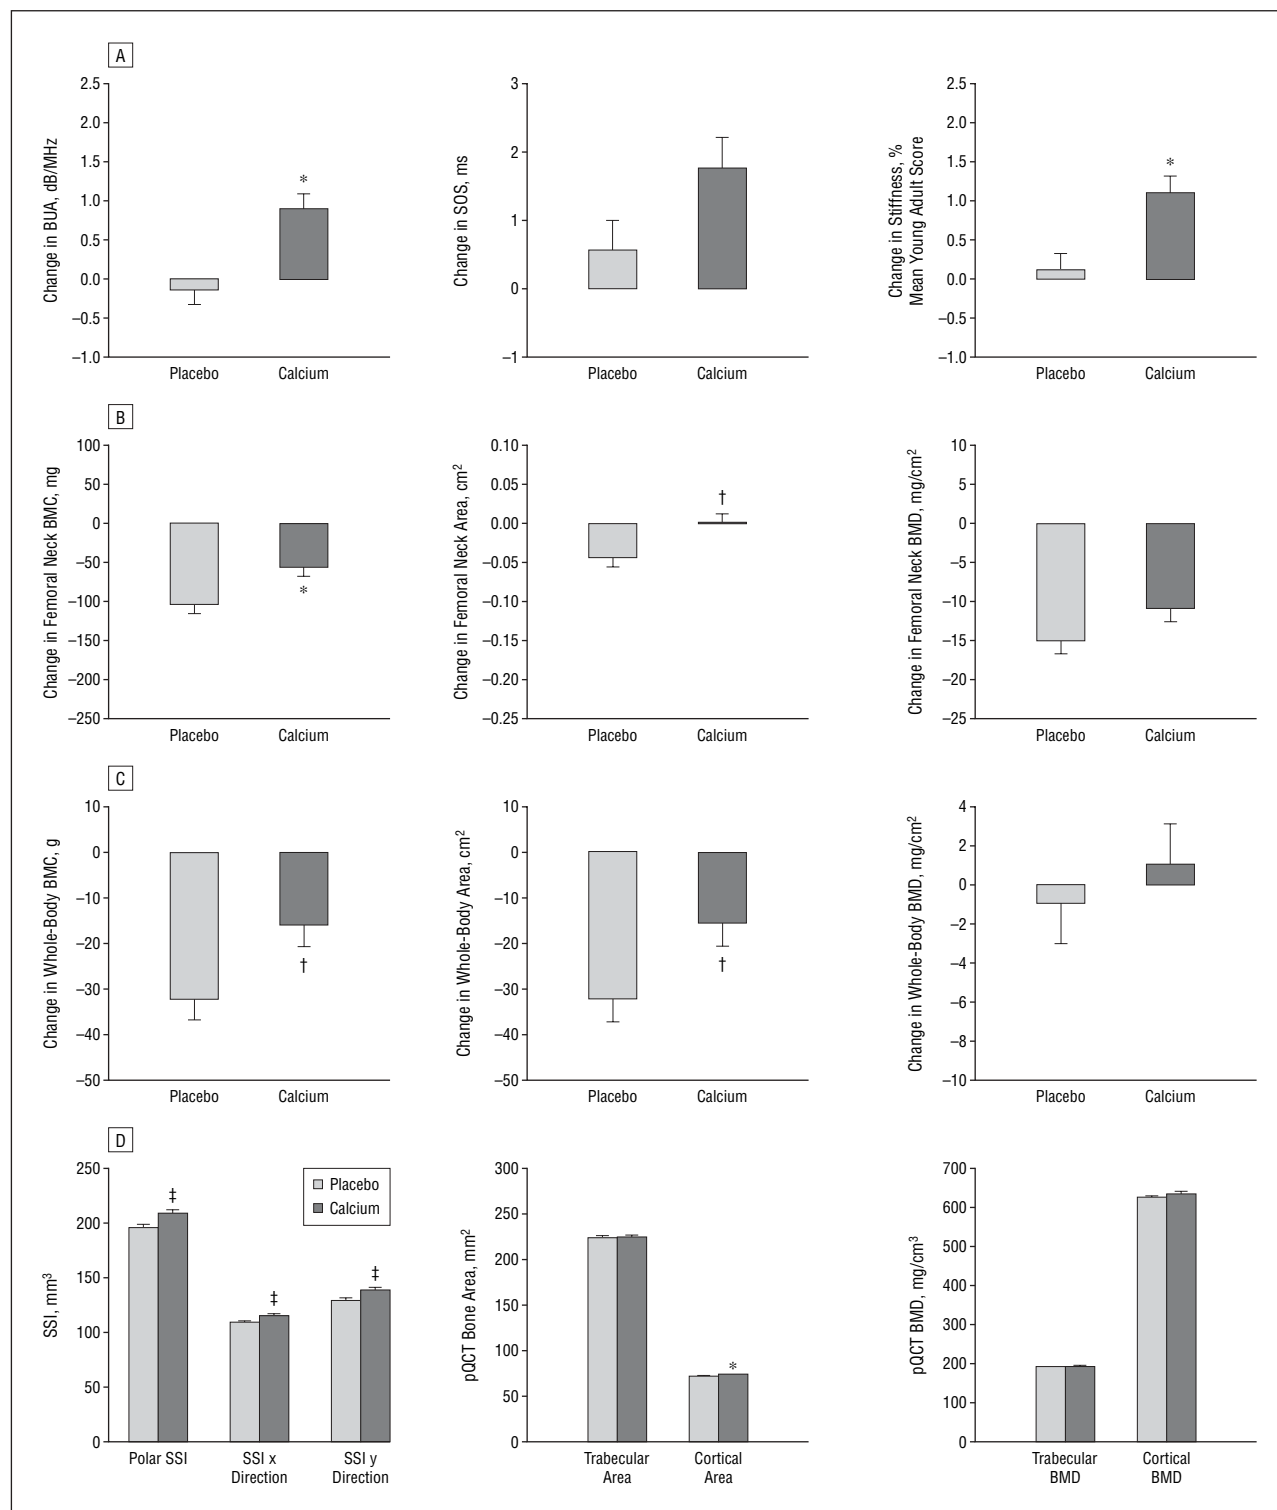 A
Change in BUA, dB/MHz
2.5
2.0
1.5
1.0
0.5
0.0
–0.5
–1.0
*
Placebo Calcium
Change in SOS, ms
3
2
1
0
–1
Placebo Calcium
Change in Stiffness, %
Mean Young Adult Score
2.5
2.0
1.5
1.0
0.5
0.0
–0.5
–1.0
*
Placebo Calcium
B
Change in Femoral Neck BMC, mg
100
50
0
–50
–100
–150
–200
–250
*
Placebo Calcium
Change in Femoral Neck Area, cm²
0.10
0.05
0.00
–0.05
–0.01
–0.15
–0.20
–0.25
†
Placebo Calcium
Change in Femoral Neck BMD, mg/cm²
10
5
0
–5
–10
–15
–20
–25
Placebo Calcium
C
Change in Whole-Body BMC, g
10
0
–10
–20
–30
–40
–50
†
Placebo Calcium
Change in Whole-Body Area, cm²
10
0
–10
–20
–30
–40
–50
†
Placebo Calcium
Change in Whole-Body BMD, mg/cm²
4
2
0
–2
–4
–6
–8
–10
Placebo Calcium
D
SSI, mm³
250
200
150
100
50
0
‡
‡
‡
Placebo
Calcium
Polar SSI SSI x SSI y
Direction Direction
pQCT Bone Area, mm²
300
250
200
150
100
50
0
*
Trabecular Cortical
Area Area
pQCT BMD, mg/cm³
700
600
500
400
300
200
100
0
Trabecular Cortical
BMD BMD